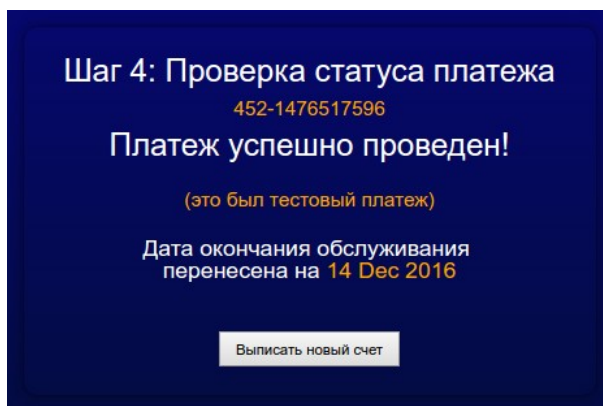 Шаг 4: Проверка статуса платежа
452-1476517596
Платеж успешно проведен!
(это был тестовый платеж)
Дата окончания обслуживания
перенесена на 14 Dec 2016
Выписать новый счет